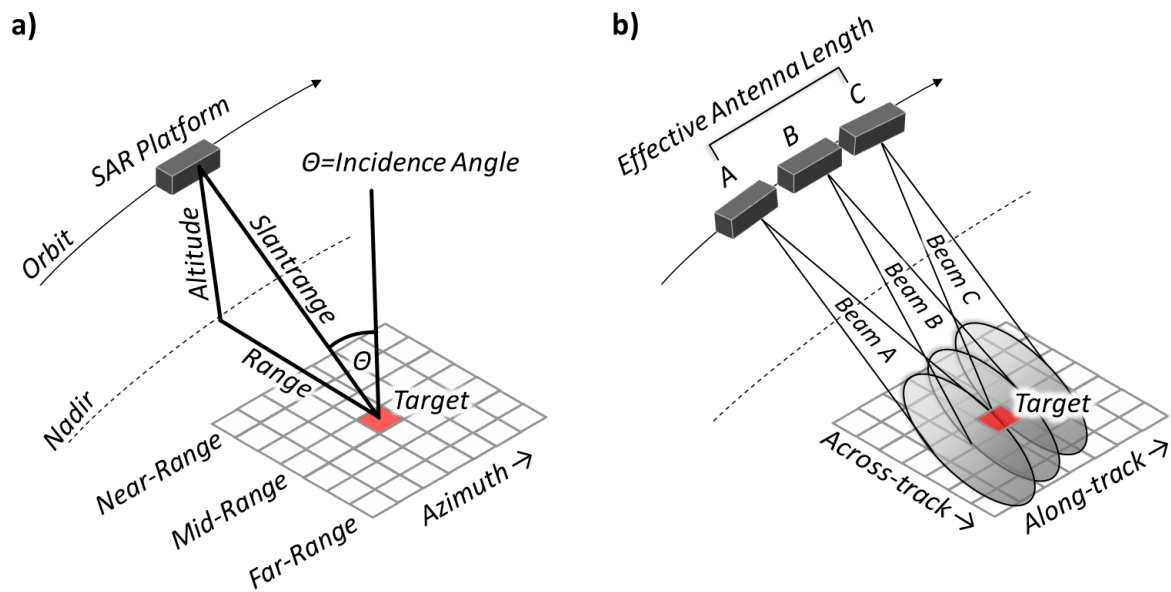 a)
SAR Platform
Θ=Incidence Angle
Orbit
Altitude
Slantrange
Nadir
Range
Θ
Target
Near-Range
Mid-Range
Far-Range
Azimuth →
b)
Effective Antenna Length
A
B
C
Beam A
Beam B
Beam C
Target
Across-track →
Along-track →